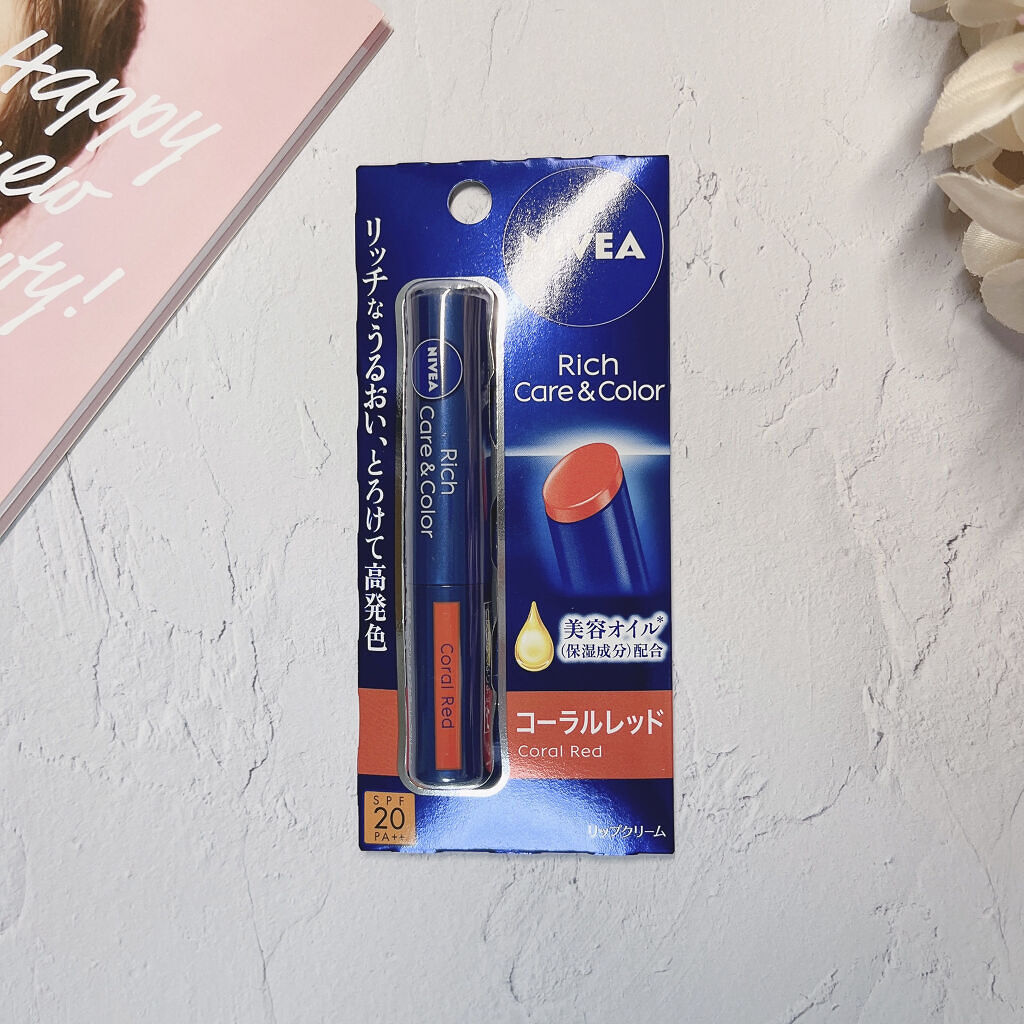 Happy
new
リッチなうるおい、とろけて高発色
NIVEA
Rich
Care & Color
NIVEA
Rich
Care & Color
美容オイル*
(保湿成分)配合
Coral Red
コーラルレッド
Coral Red
SPF
20
PA++
リップクリーム